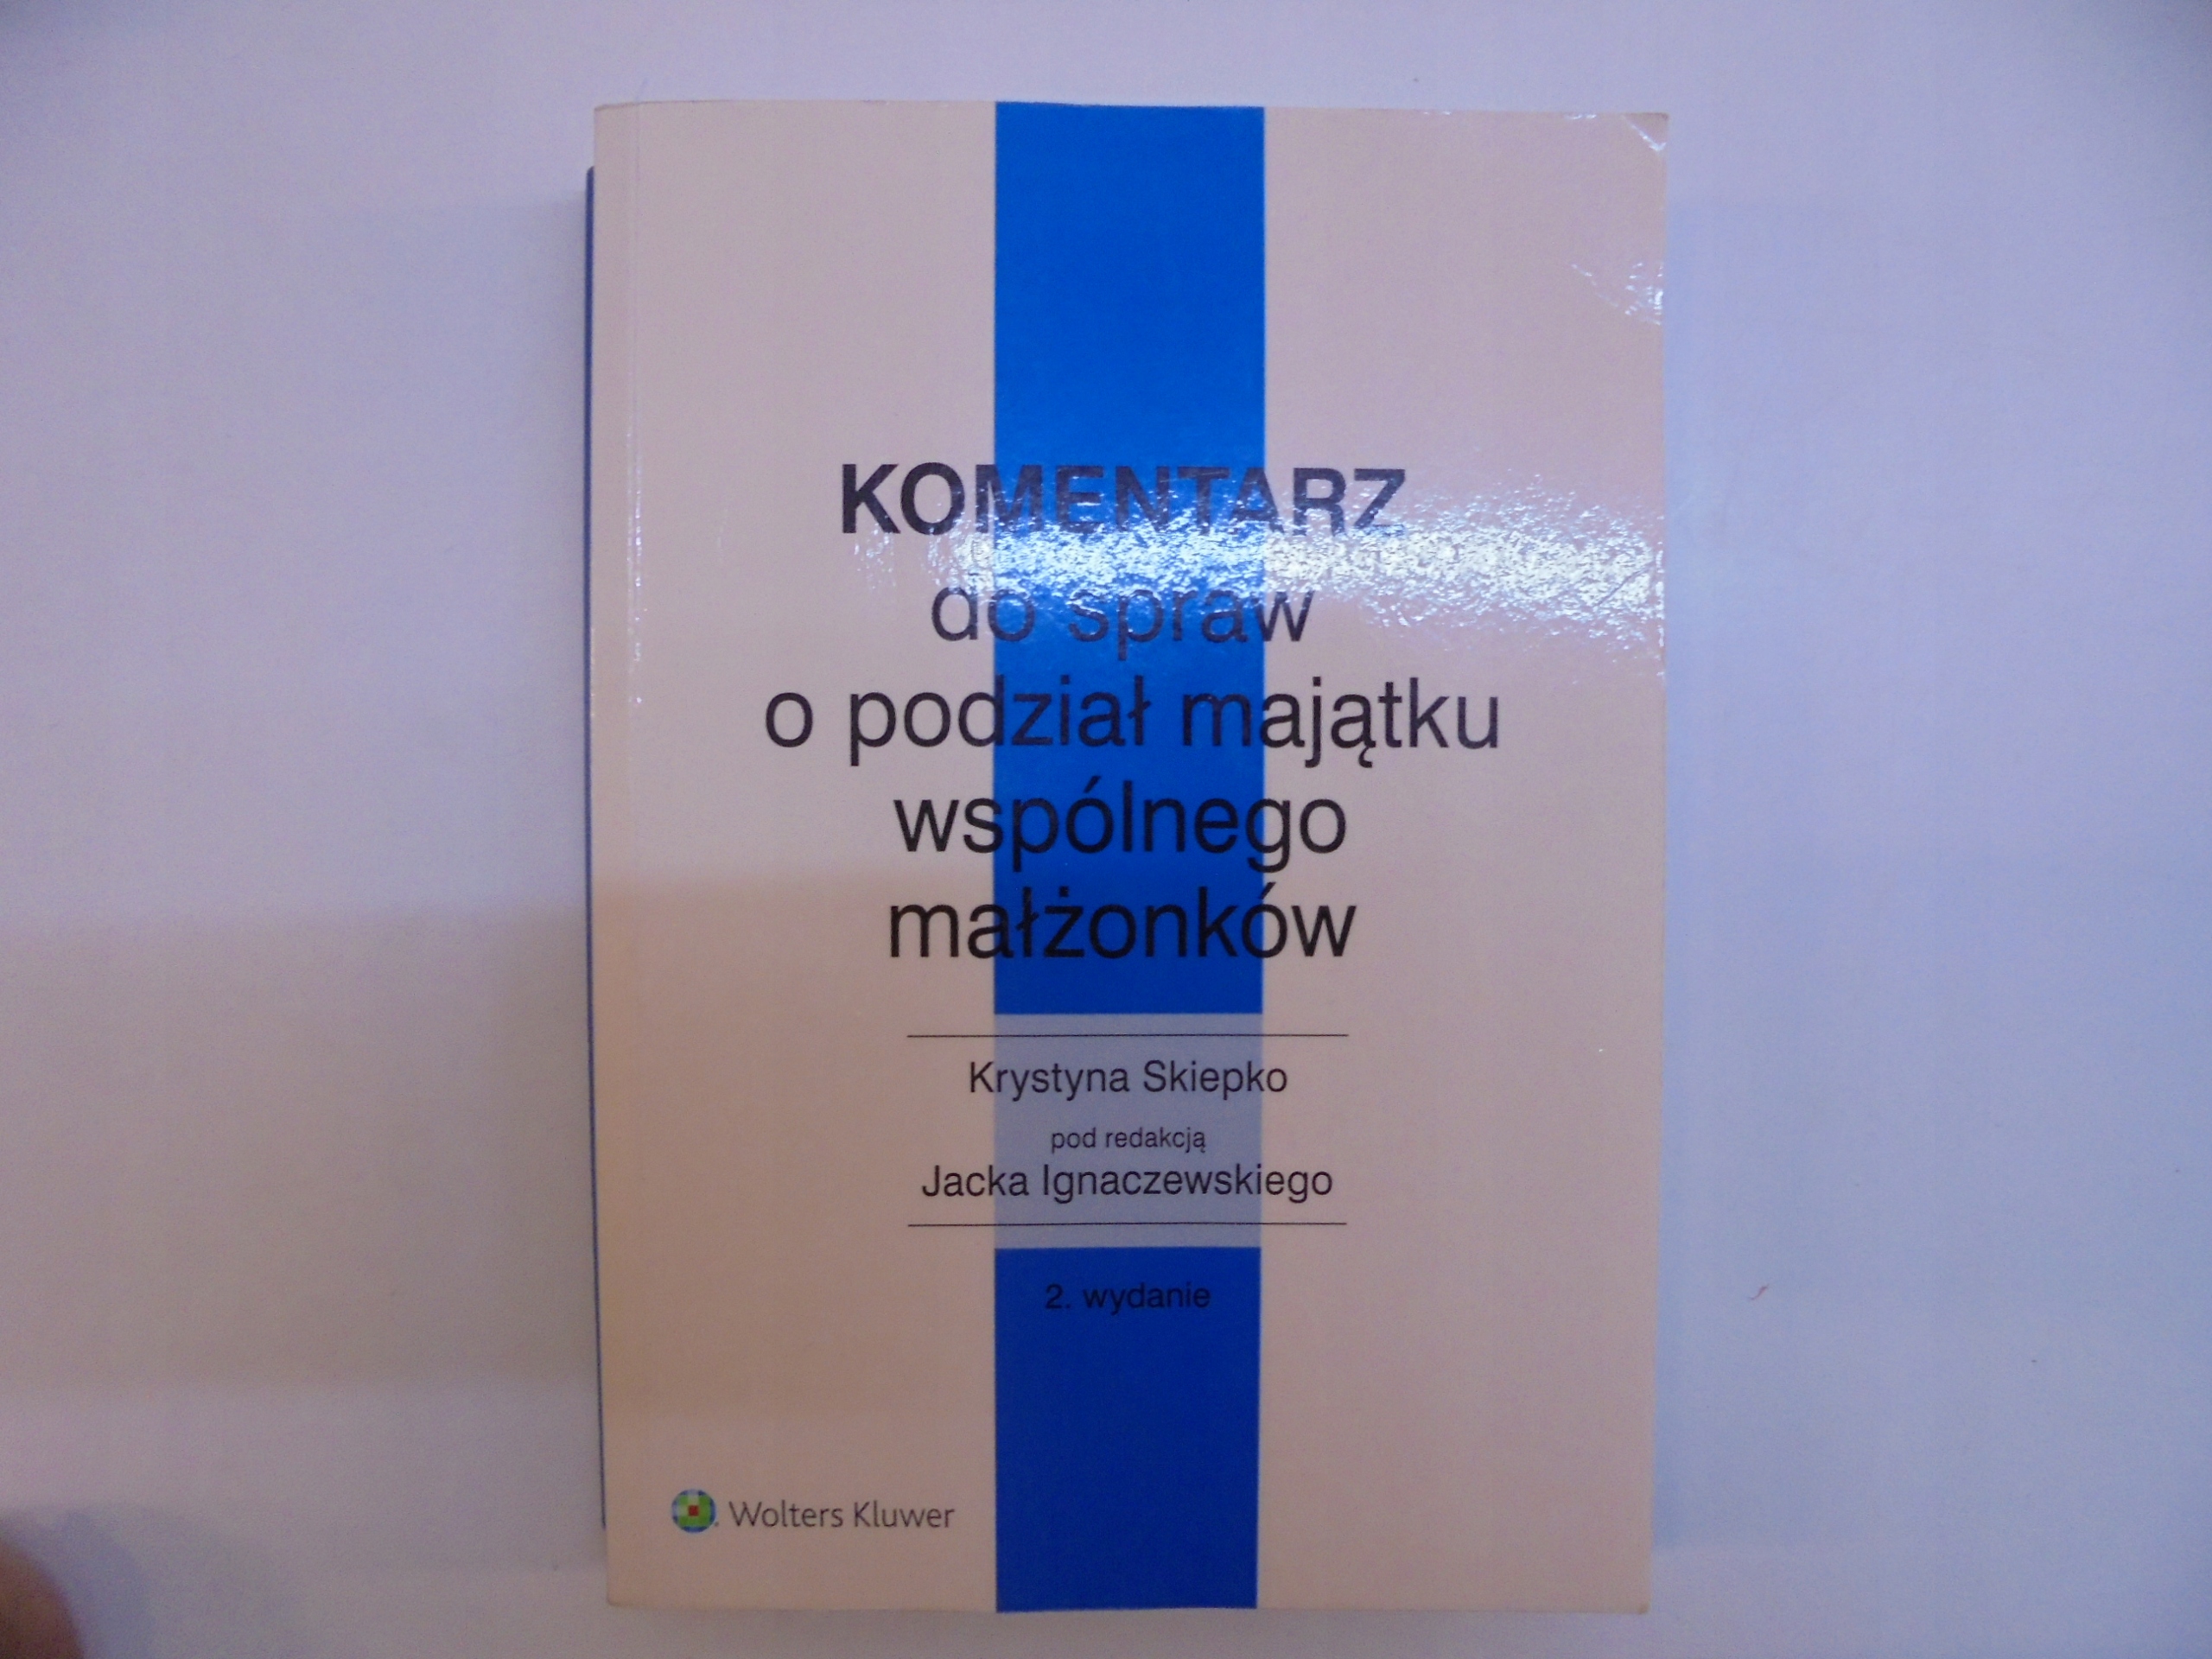 KOMENTARZ
do spraw
o podział majątku
wspólnego
małżonków
Krystyna Skiepko
pod redakcją
Jacka Ignaczewskiego
2. wydanie
Wolters Kluwer